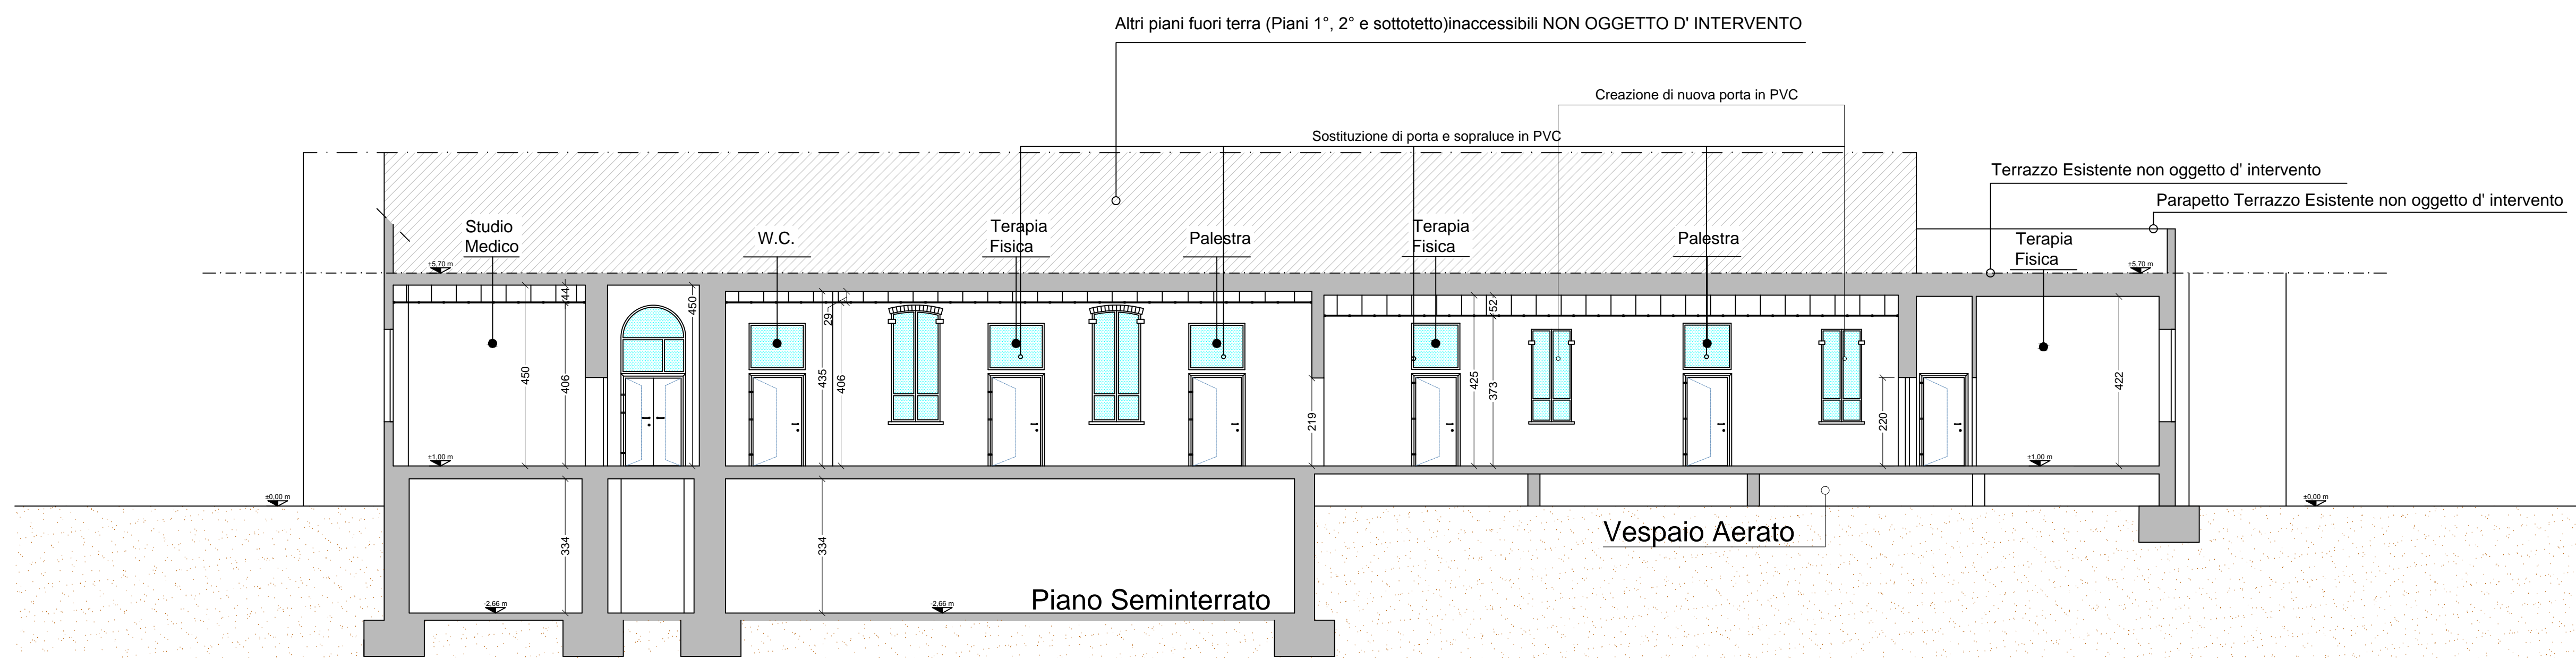 Altri piani fuori terra (Piani 1°, 2° e sottotetto)inaccessibili NON OGGETTO D' INTERVENTO
Creazione di nuova porta in PVC
Sostituzione di porta e sopraluce in PVC
Terrazzo Esistente non oggetto d' intervento
Parapetto Terrazzo Esistente non oggetto d' intervento
Studio
Medico
W.C.
Terapia
Fisica
Palestra
Terapia
Fisica
Palestra
Terapia
Fisica
±5,70 m
±5,70 m
44
450
406
450
29
435
406
219
52
425
373
220
422
±1,00 m
±1,00 m
±0,00 m
±0,00 m
334
334
Vespaio Aerato
Piano Seminterrato
-2,66 m
-2,66 m